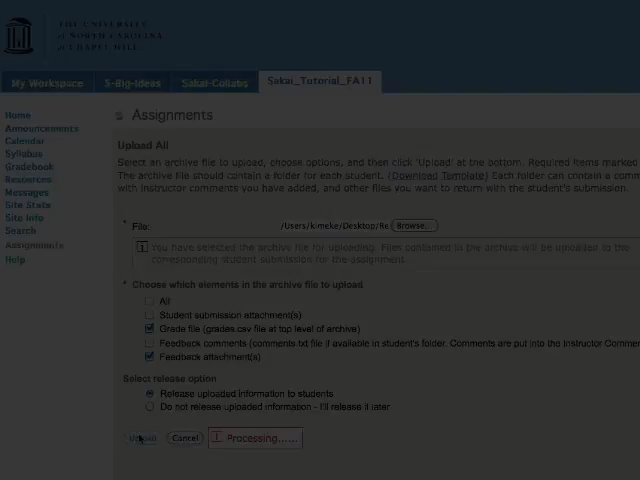 THE UNIVERSITY
of NORTH CAROLINA
at CHAPEL HILL
My Workspace
5-Big-Ideas
Sakai-Collabs
Sakai_Tutorial_FA11
Home
Announcements
Calendar
Syllabus
Gradebook
Resources
Messages
Site Stats
Site Info
Search
Assignments
Help
Assignments
Upload All
Select an archive file to upload, choose options, and then click 'Upload' at the bottom. Required items marked
The archive file should contain a folder for each student. (Download Template) Each folder can contain a comm
with Instructor comments you have added, and other files you want to return with the student's submission.
* File: /Users/kimeke/Desktop/Re Browse...
You have selected the archive file for uploading. Files contained in the archive will be uploaded to the
corresponding student submission for the assignment.
* Choose which elements in the archive file to upload
All
Student submission attachment(s)
Grade file (grades.csv file at top level of archive)
Feedback comments (comments.txt file if available in student's folder. Comments are put into the Instructor Comme
Feedback attachment(s)
Select release option
Release uploaded information to students
Do not release uploaded information - I'll release it later
Upload Cancel ! Processing......